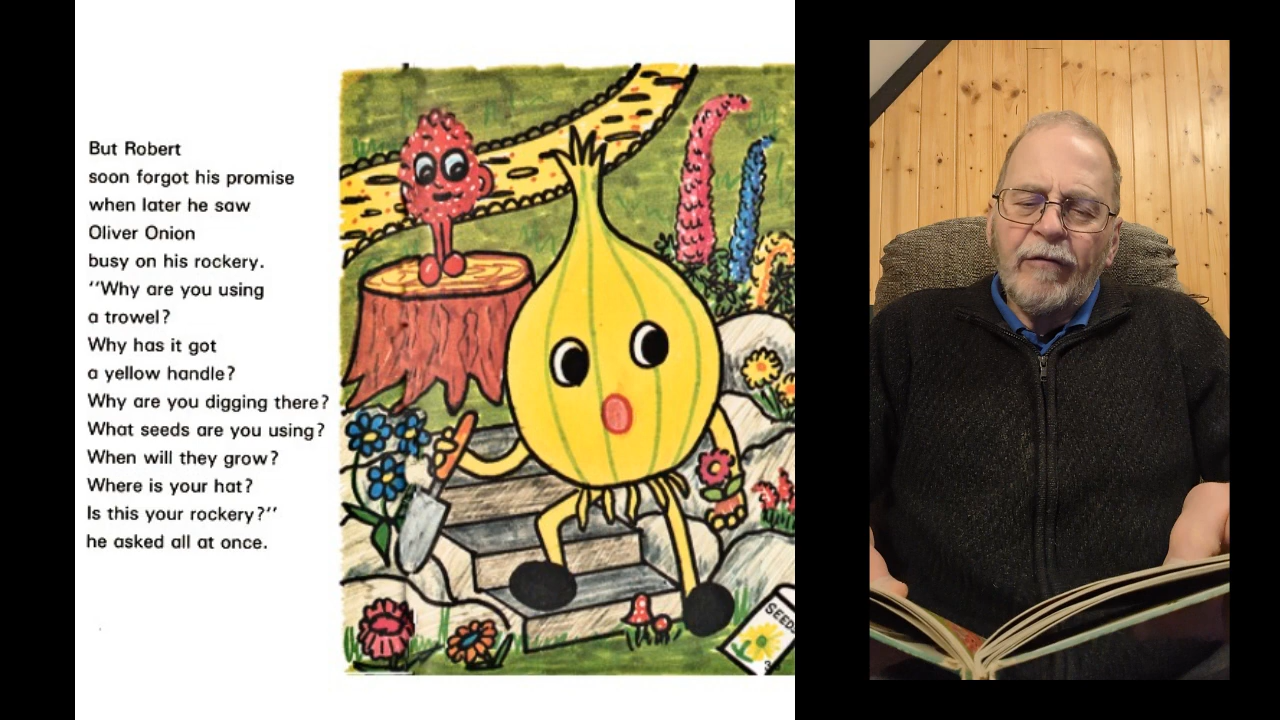 But Robert
soon forgot his promise
when later he saw
Oliver Onion
busy on his rockery.
‘‘Why are you using
a trowel?
Why has it got
a yellow handle?
Why are you digging there?
What seeds are you using?
When will they grow?
Where is your hat?
Is this your rockery?’’
he asked all at once.
SEEDS
3